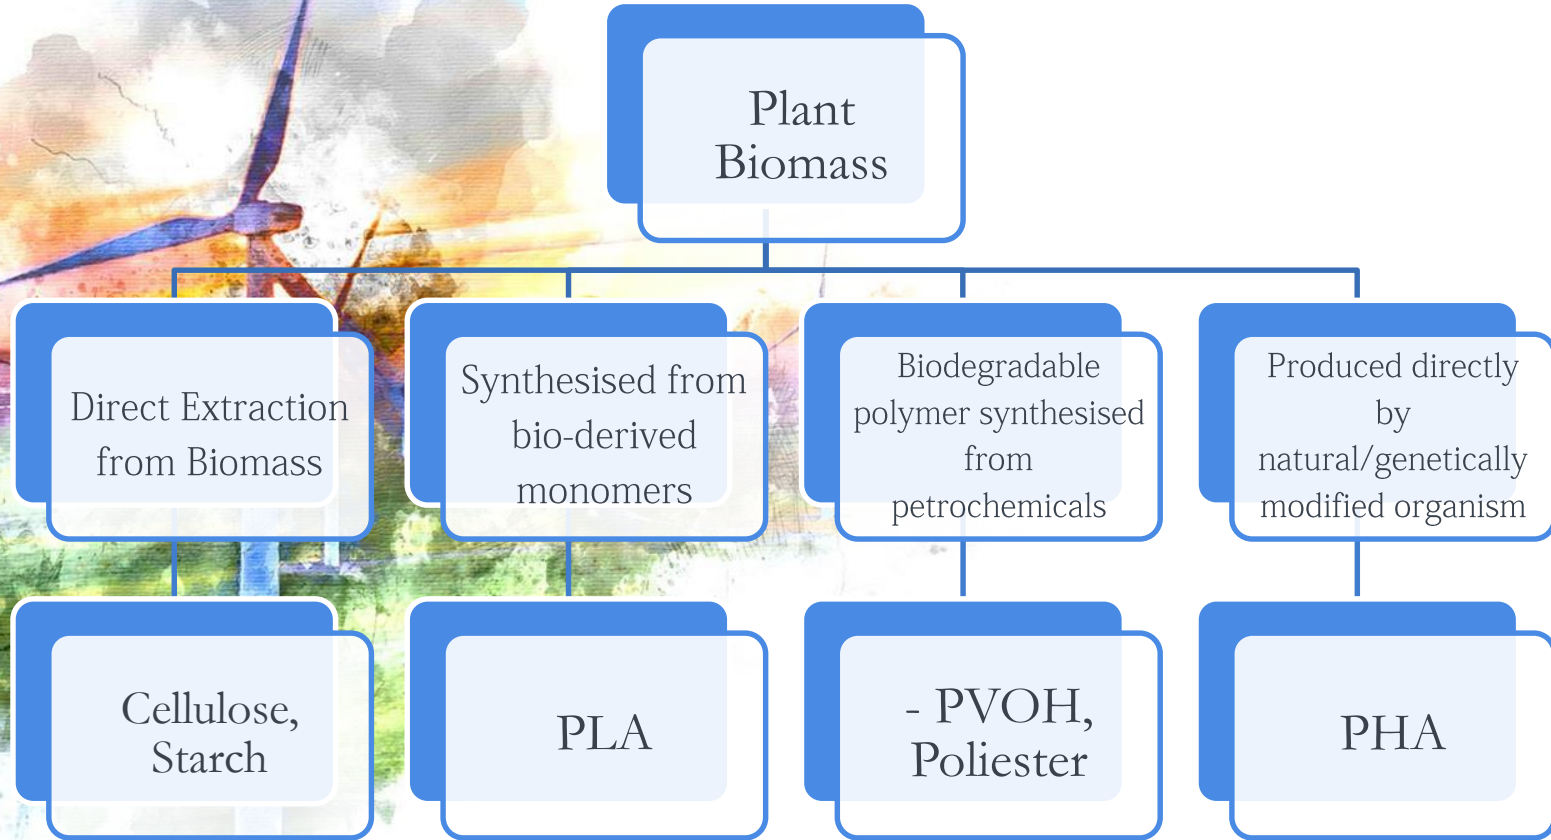 Plant
Biomass
Direct Extraction
from Biomass
Synthesised from
bio-derived
monomers
Biodegradable
polymer synthesised
from
petrochemicals
Produced directly
by
natural/genetically
modified organism
Cellulose,
Starch
PLA
- PVOH,
Poliester
PHA